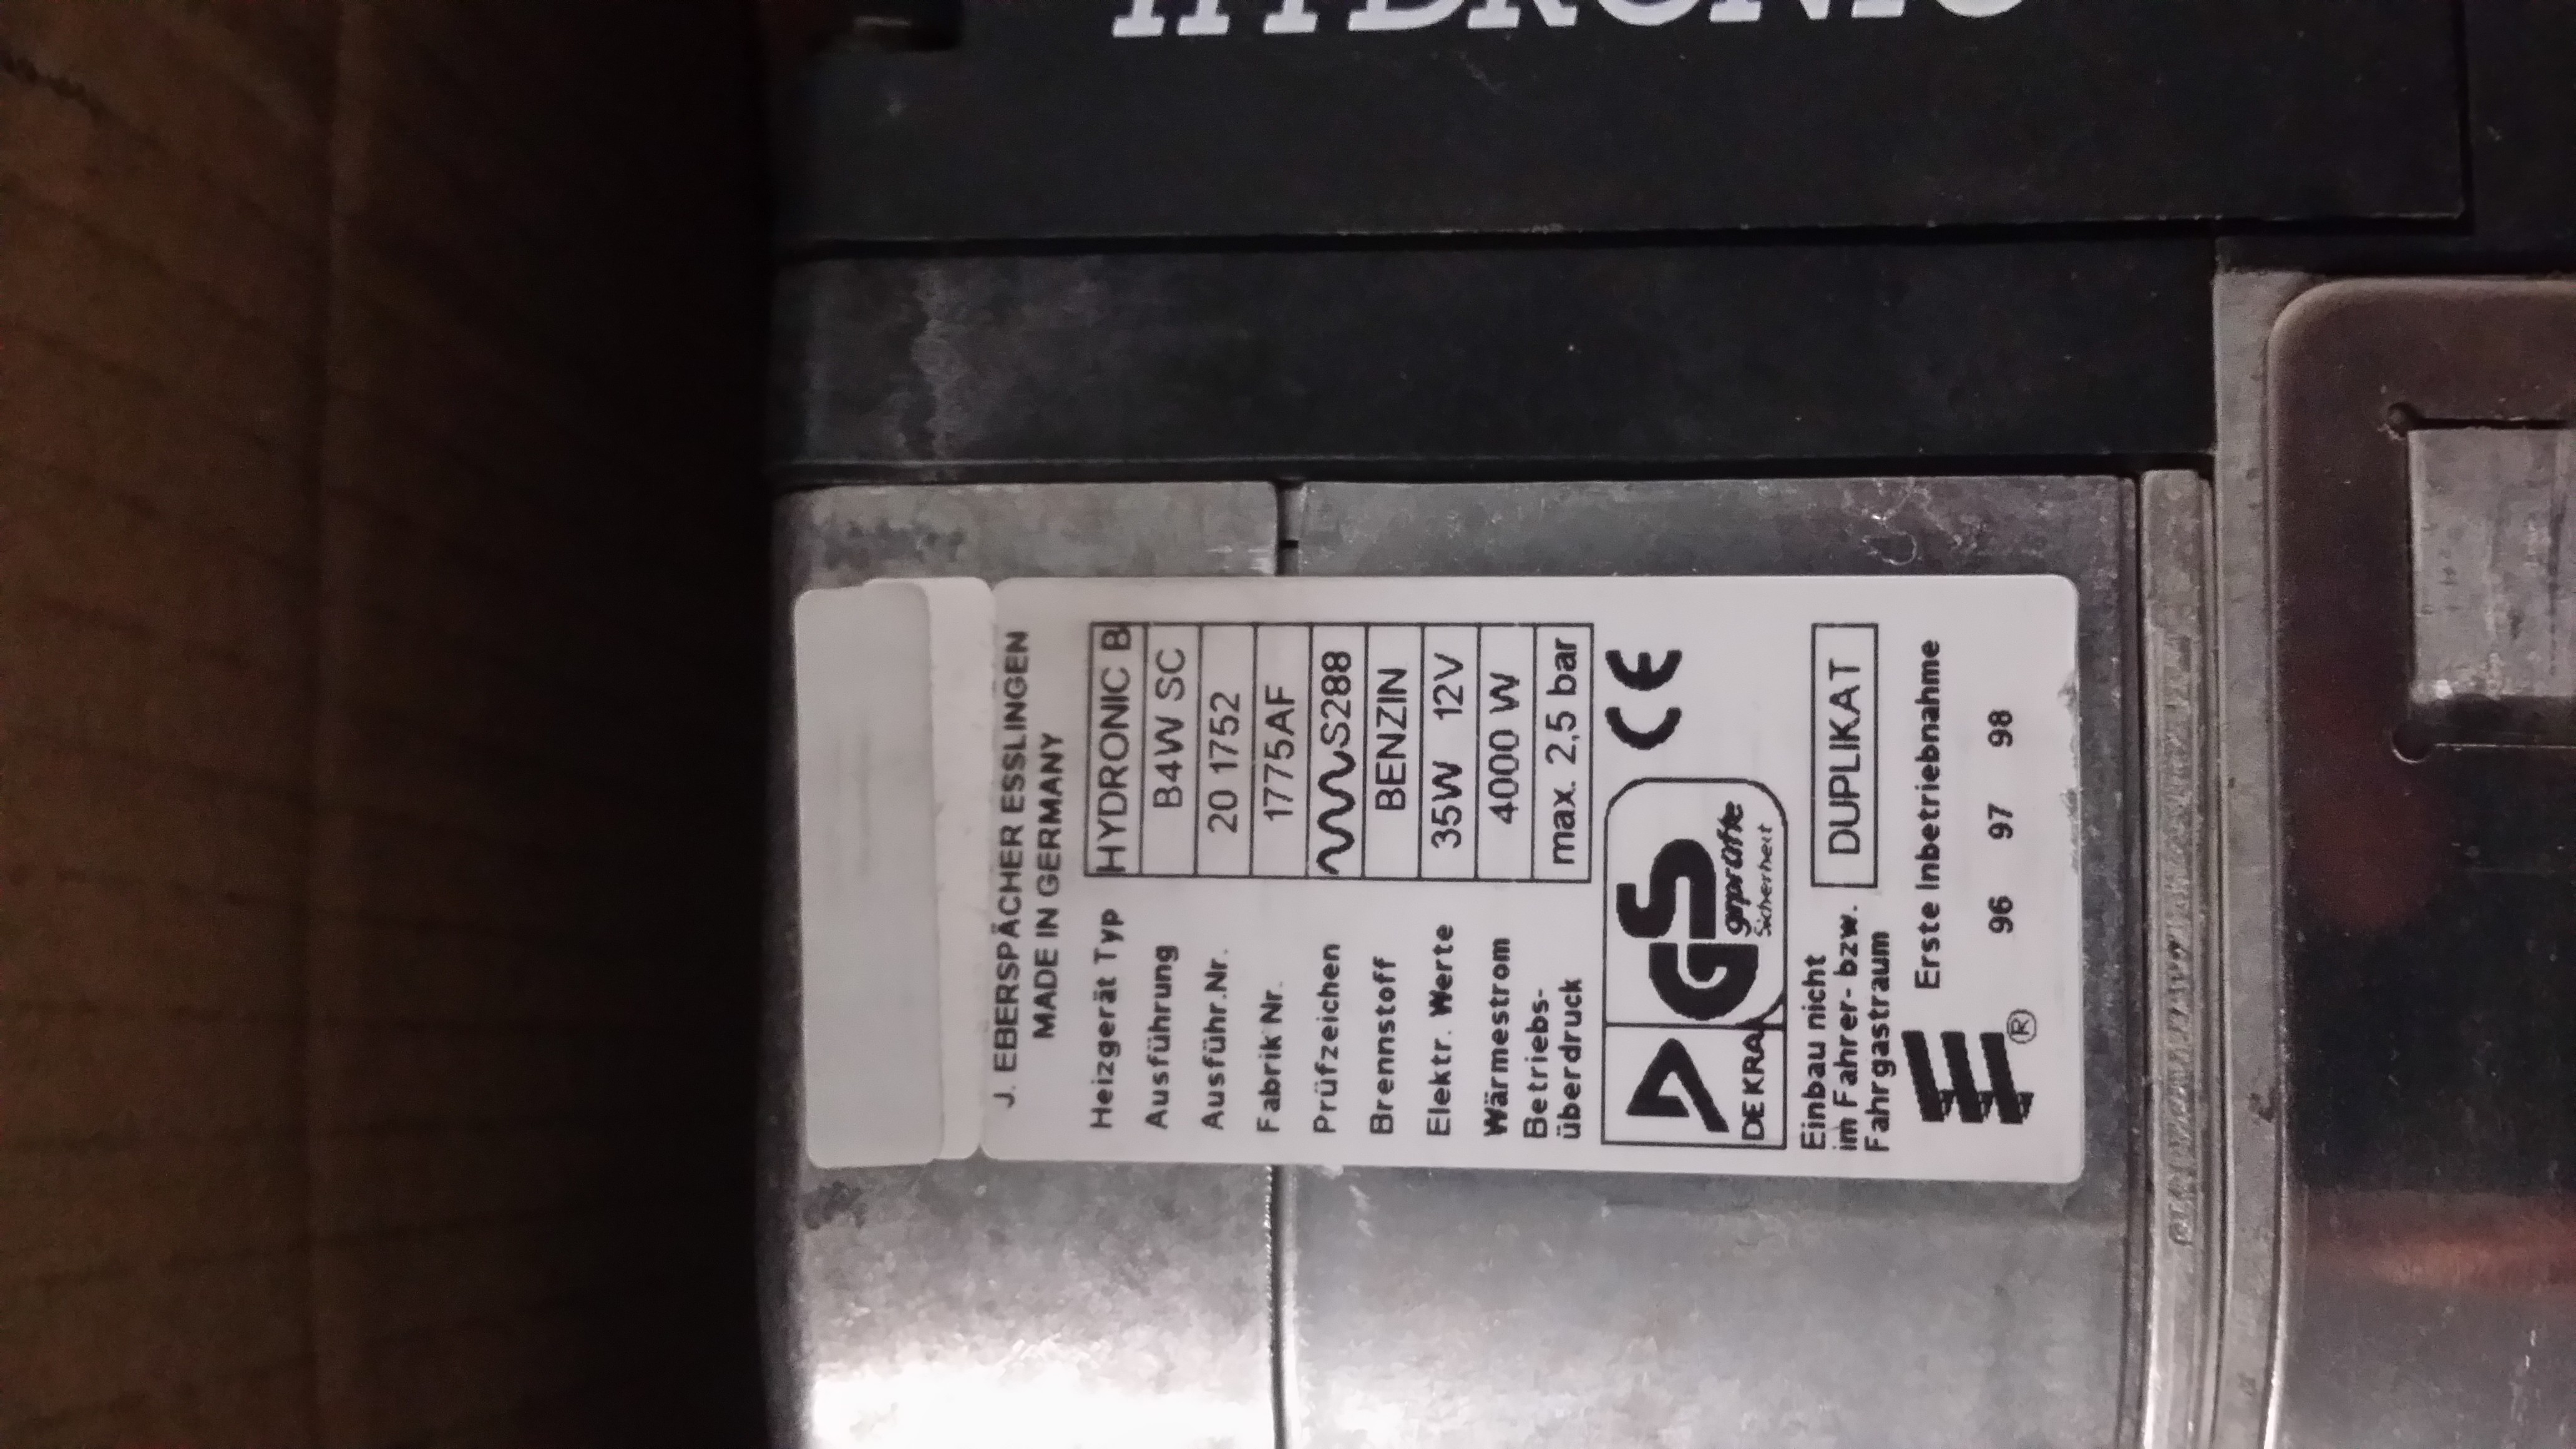 HYDRONIC
J. EBERSPÄCHER ESSLINGEN
MADE IN GERMANY
Heizgerät Typ HYDRONIC B
Ausführung B4W SC
Ausführ.Nr. 20 1752
Fabrik Nr. 1775AF
Prüfzeichen S288
Brennstoff BENZIN
Elektr. Werte 35W 12V
Wärmestrom 4000 W
Betriebs-
überdruck max. 2,5 bar
DEKRA GS geprüfte
Sicherheit
CE
Einbau nicht
im Fahrer- bzw. DUPLIKAT
Fahrgastraum
Erste Inbetriebnahme
® 96 97 98